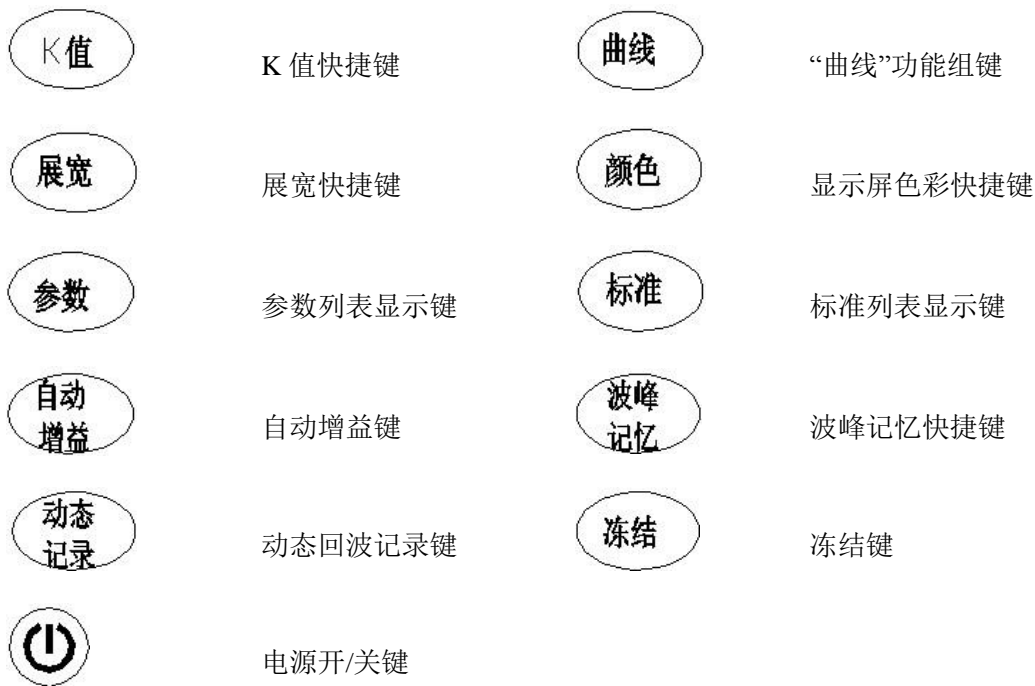 K值 K 值快捷键 曲线 “曲线”功能组键
展宽 展宽快捷键 颜色 显示屏色彩快捷键
参数 参数列表显示键 标准 标准列表显示键
自动
增益 自动增益键 波峰
记忆 波峰记忆快捷键
动态
记录 动态回波记录键 冻结 冻结键
电源开/关键